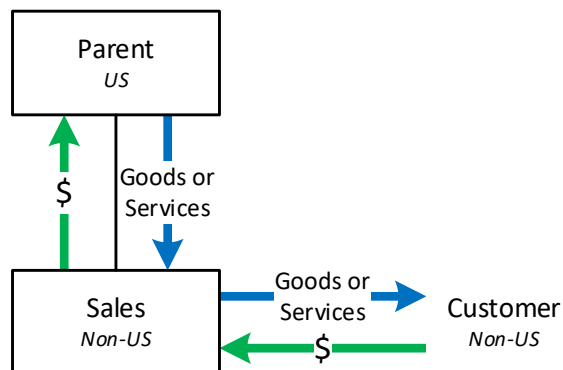 Parent
US
$
Goods or
Services
Sales
Non-US
Goods or
Services
$
Customer
Non-US